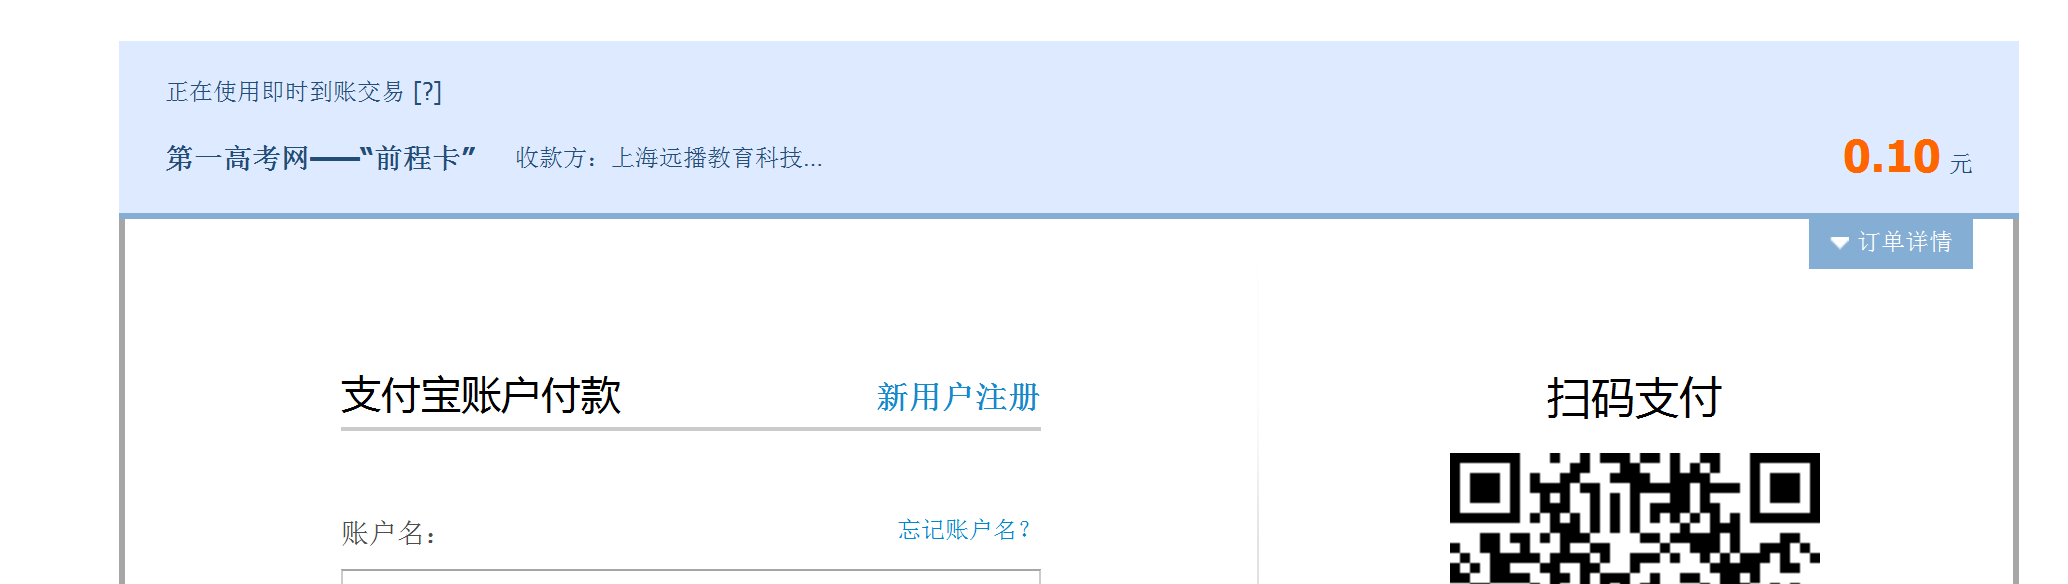 正在使用即时到账交易 [?]
第一高考网——“前程卡” 收款方：上海远播教育科技... 0.10 元
订单详情
支付宝账户付款 新用户注册
扫码支付
账户名： 忘记账户名？